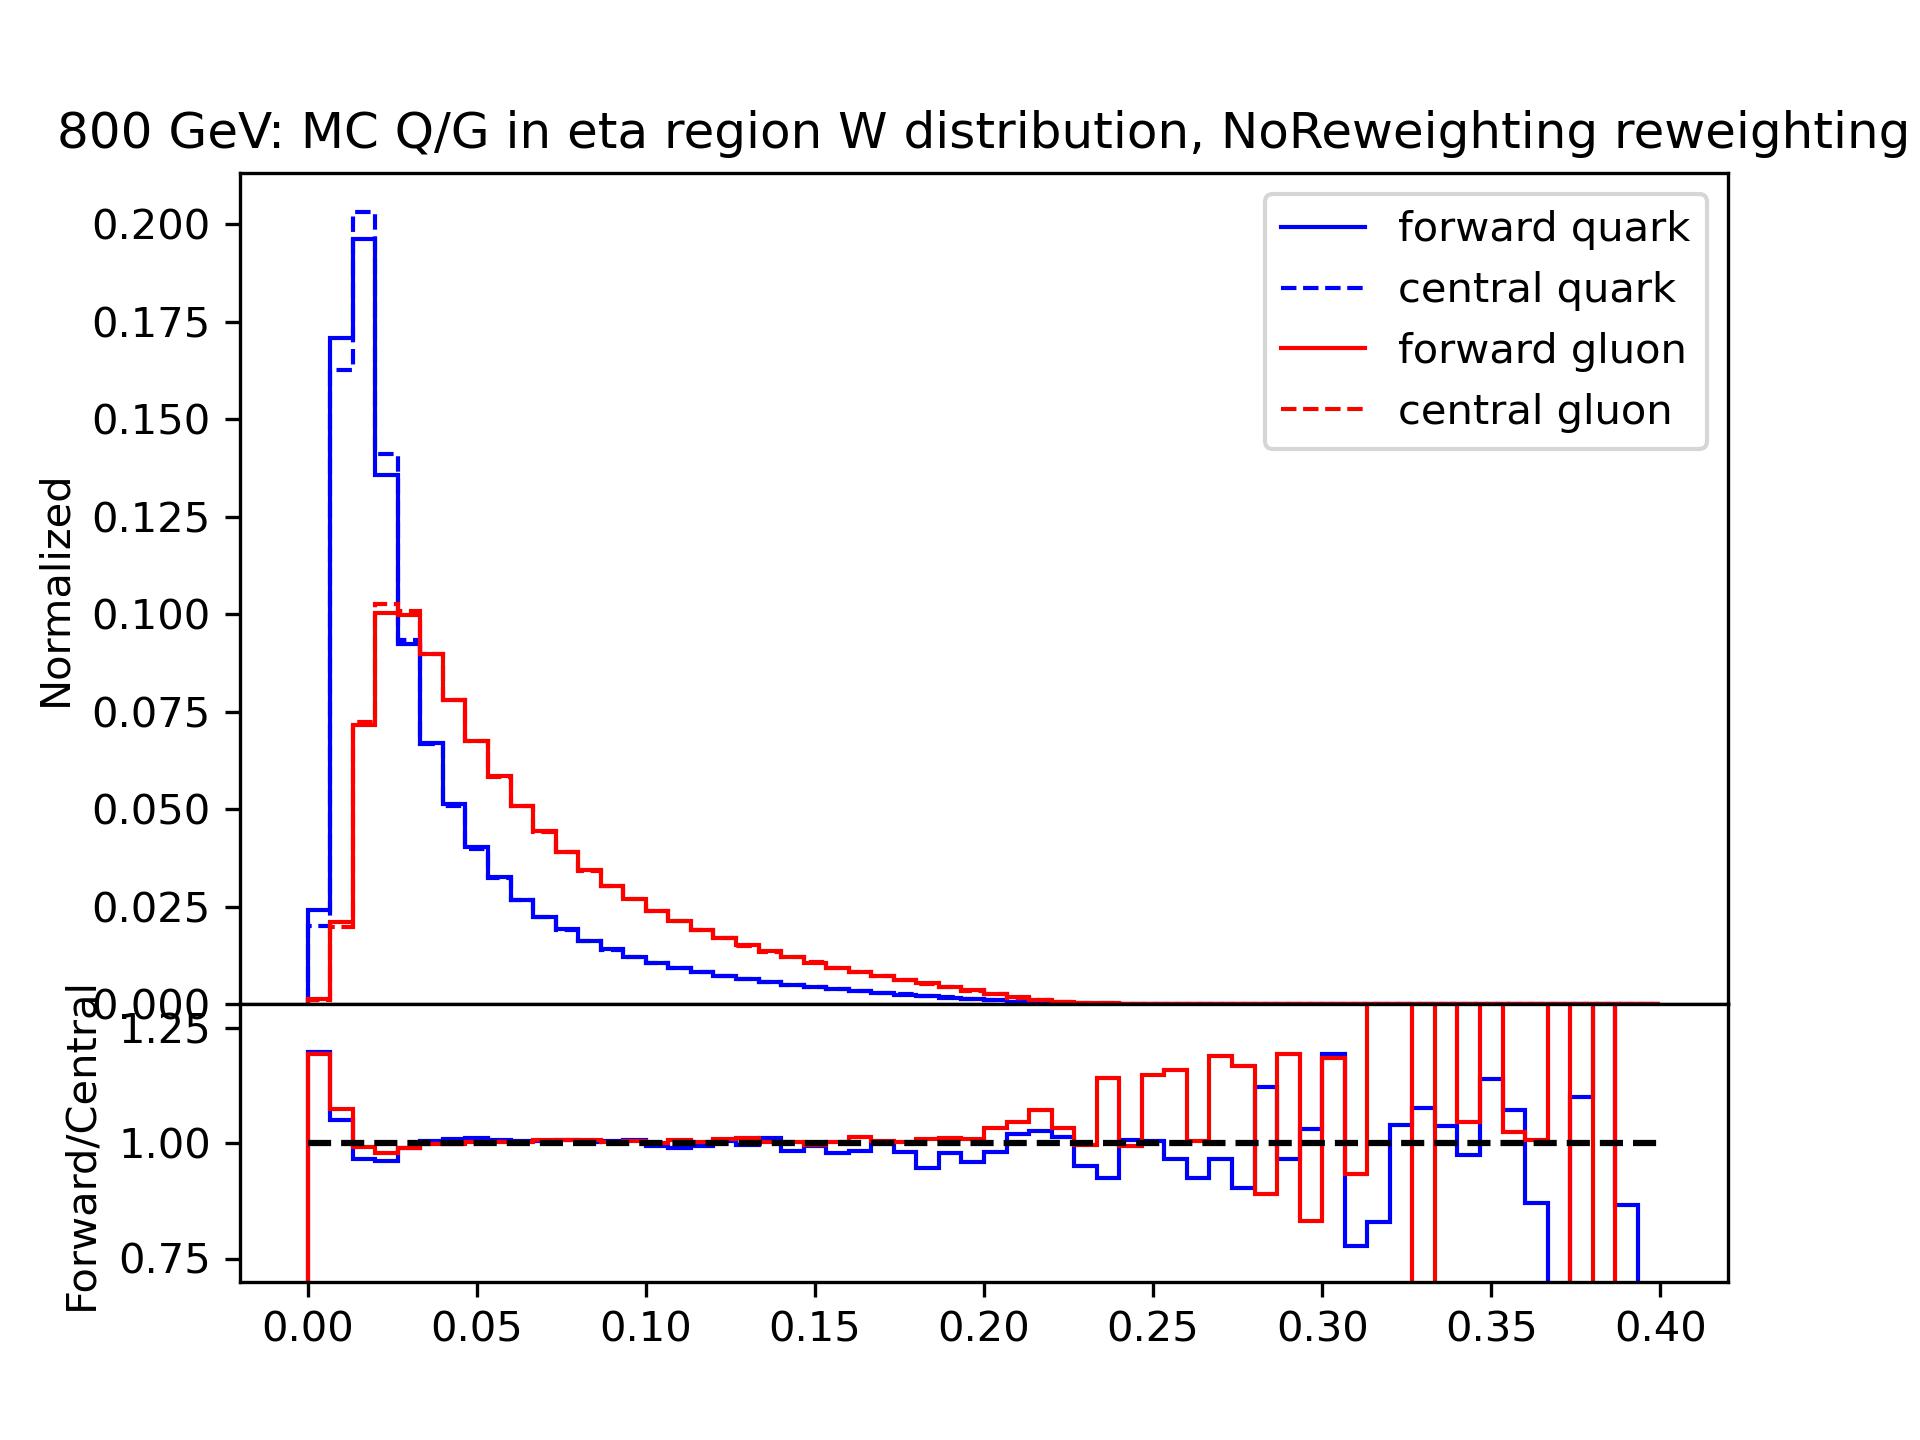 800 GeV: MC Q/G in eta region W distribution, NoReweighting reweighting
Normalized
0.200
0.175
0.150
0.125
0.100
0.075
0.050
0.025
0.000
forward quark
central quark
forward gluon
central gluon
Forward/Central
1.25
1.00
0.75
0.00 0.05 0.10 0.15 0.20 0.25 0.30 0.35 0.40